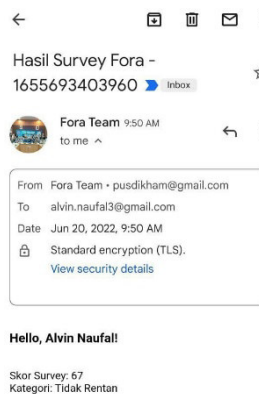 Hasil Survey Fora -
1655693403960 Inbox
Fora Team 9:50 AM
to me
From Fora Team • pusdikham@gmail.com
To alvin.naufal3@gmail.com
Date Jun 20, 2022, 9:50 AM
Standard encryption (TLS).
View security details
Hello, Alvin Naufal!
Skor Survey: 67
Kategori: Tidak Rentan